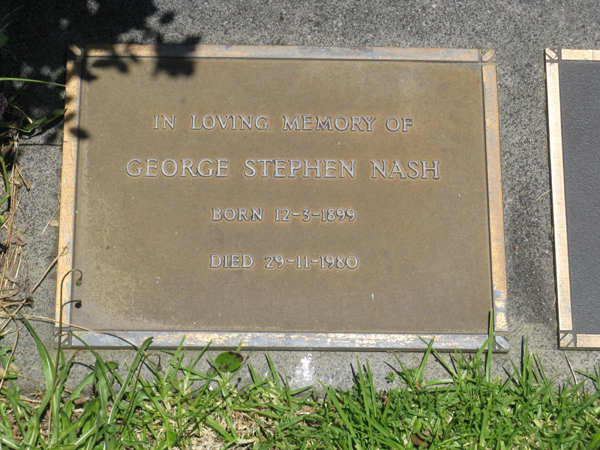 IN LOVING MEMORY OF
GEORGE STEPHEN NASH
BORN 12-3-1899
DIED 29-11-1980